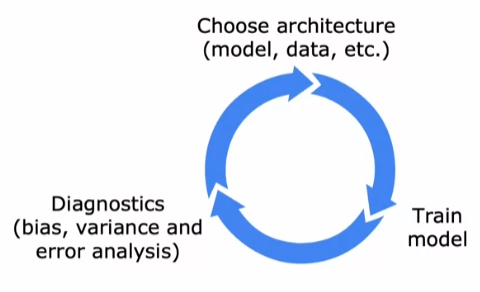 Choose architecture
(model, data, etc.)
Train
model
Diagnostics
(bias, variance and
error analysis)